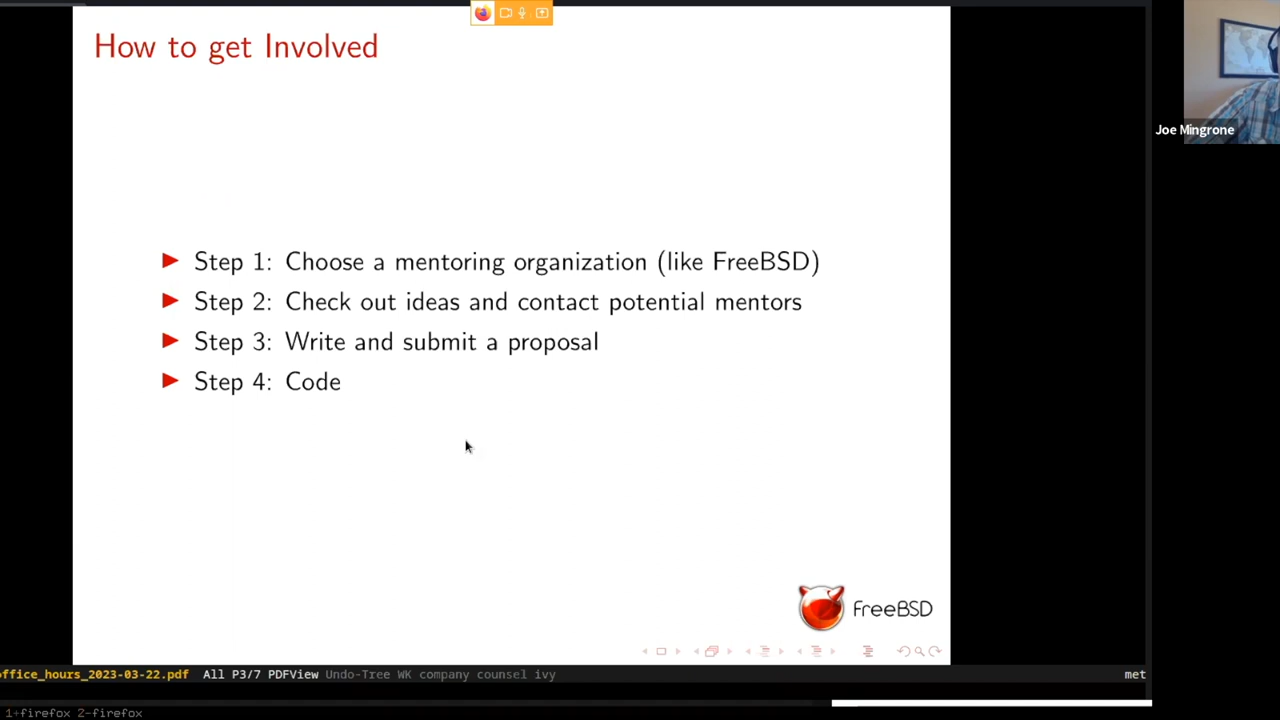 How to get Involved
Joe Mingrone
Step 1: Choose a mentoring organization (like FreeBSD)
Step 2: Check out ideas and contact potential mentors
Step 3: Write and submit a proposal
Step 4: Code
FreeBSD
ffice_hours_2023-03-22.pdf All P3/7 PDFView Undo-Tree WK company counsel ivy met
1+firefox 2-firefox